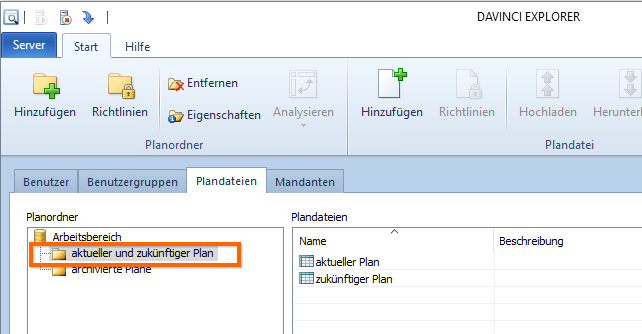 DAVINCI EXPLORER
Server Start Hilfe
Hinzufügen Richtlinien Entfernen Eigenschaften Analysieren Hinzufügen Richtlinien Hochladen Herunterl
Planordner Plandatei
Benutzer Benutzergruppen Plandateien Mandanten
Planordner Plandateien
Arbeitsbereich Name Beschreibung
aktueller und zukünftiger Plan aktueller Plan
archivierte Pläne zukünftiger Plan